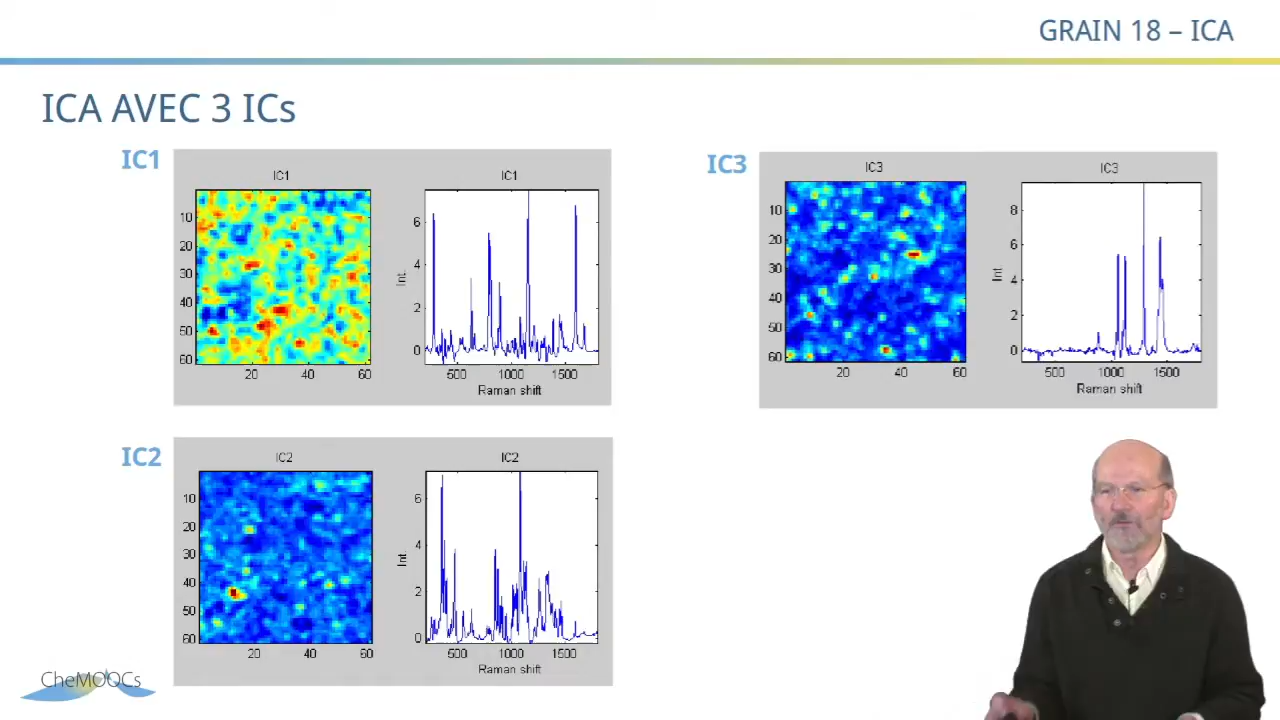 GRAIN 18 – ICA
ICA AVEC 3 ICs
IC1
IC1
IC1
10
20
30
40
50
60
20
40
60
6
4
2
0
Int.
500
1000
1500
Raman shift
IC3
IC3
IC3
10
20
30
40
50
60
20
40
60
8
6
4
2
0
Int.
500
1000
1500
Raman shift
IC2
IC2
IC2
10
20
30
40
50
60
20
40
60
6
4
2
0
Int.
500
1000
1500
Raman shift
CheMOOCs